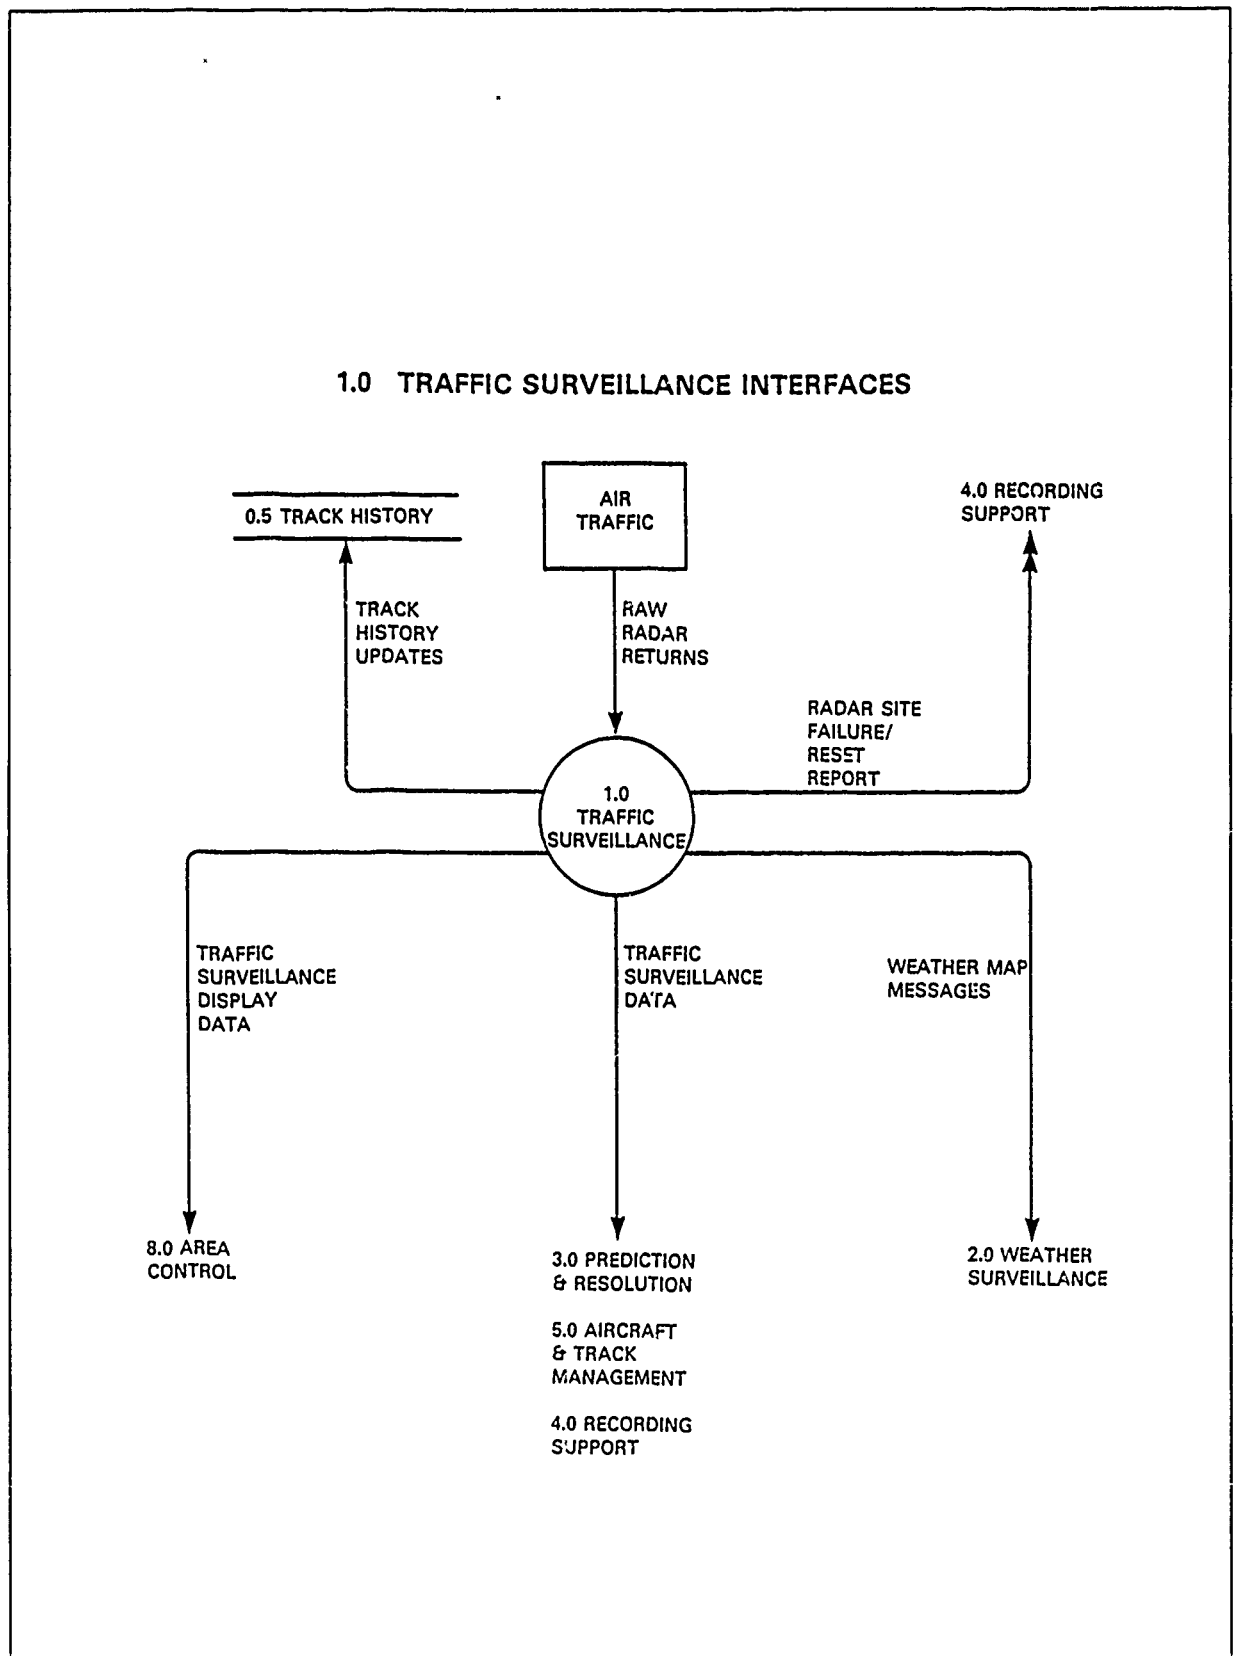 1.0 TRAFFIC SURVEILLANCE INTERFACES
0.5 TRACK HISTORY
AIR
TRAFFIC
4.0 RECORDING
SUPPORT
TRACK
HISTORY
UPDATES
RAW
RADAR
RETURNS
RADAR SITE
FAILURE/
RESET
REPORT
1.0
TRAFFIC
SURVEILLANCE
TRAFFIC
SURVEILLANCE
DISPLAY
DATA
TRAFFIC
SURVEILLANCE
DATA
WEATHER MAP
MESSAGES
8.0 AREA
CONTROL
3.0 PREDICTION
& RESOLUTION
5.0 AIRCRAFT
& TRACK
MANAGEMENT
4.0 RECORDING
SUPPORT
2.0 WEATHER
SURVEILLANCE